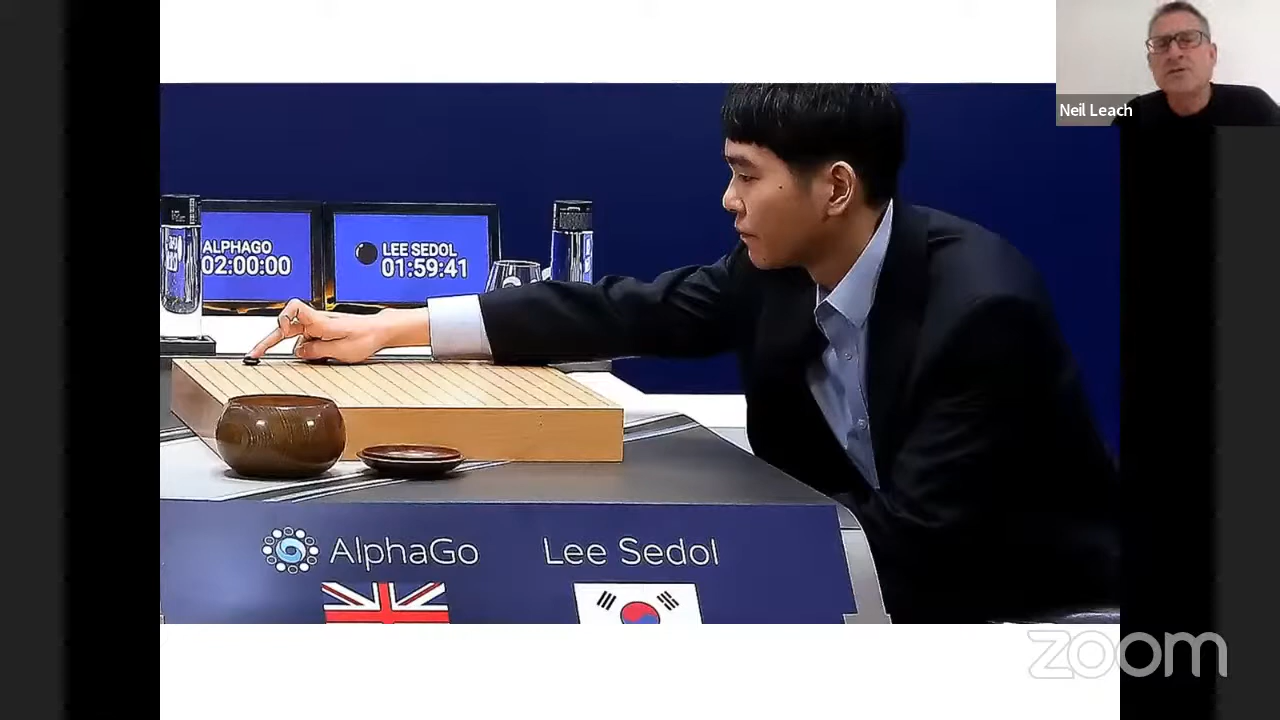 Neil Leach
ALPHAGO
02:00:00
LEE SEDOL
01:59:41
AlphaGo
Lee Sedol
zoom